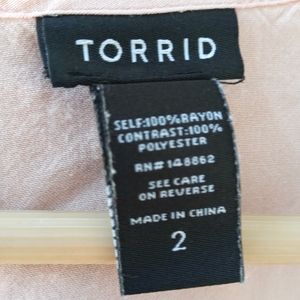 TORRID
SELF:100%RAYON
CONTRAST:100%
POLYESTER
RN#148862
SEE CARE
ON REVERSE
MADE IN CHINA
2